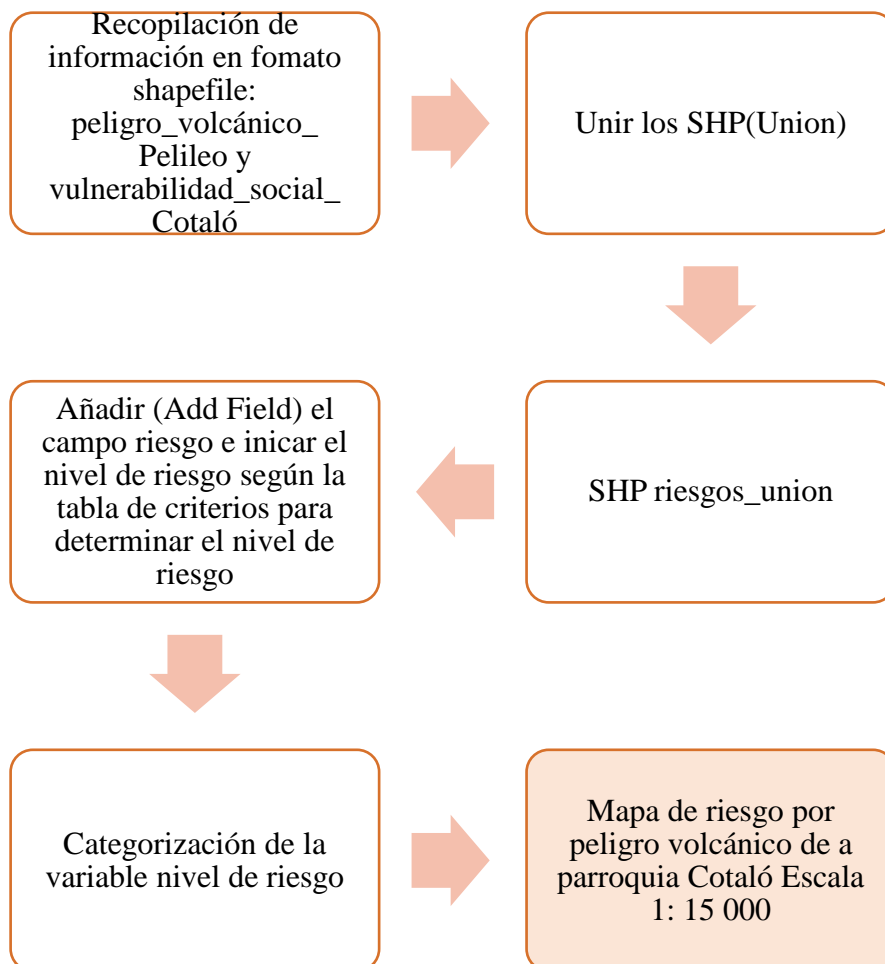 Recopilación de
información en fomato
shapefile:
peligro_volcánico_
Pelileo y
vulnerabilidad_social_
Cotaló
Unir los SHP(Union)
SHP riesgos_union
Añadir (Add Field) el
campo riesgo e inicar el
nivel de riesgo según la
tabla de criterios para
determinar el nivel de
riesgo
Categorización de la
variable nivel de riesgo
Mapa de riesgo por
peligro volcánico de a
parroquia Cotaló Escala
1: 15 000